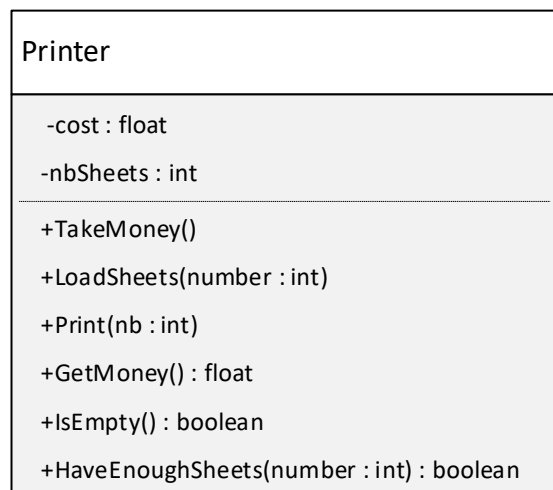 Printer
-cost : float
-nbSheets : int
+TakeMoney()
+LoadSheets(number : int)
+Print(nb : int)
+GetMoney() : float
+IsEmpty() : boolean
+HaveEnoughSheets(number : int) : boolean